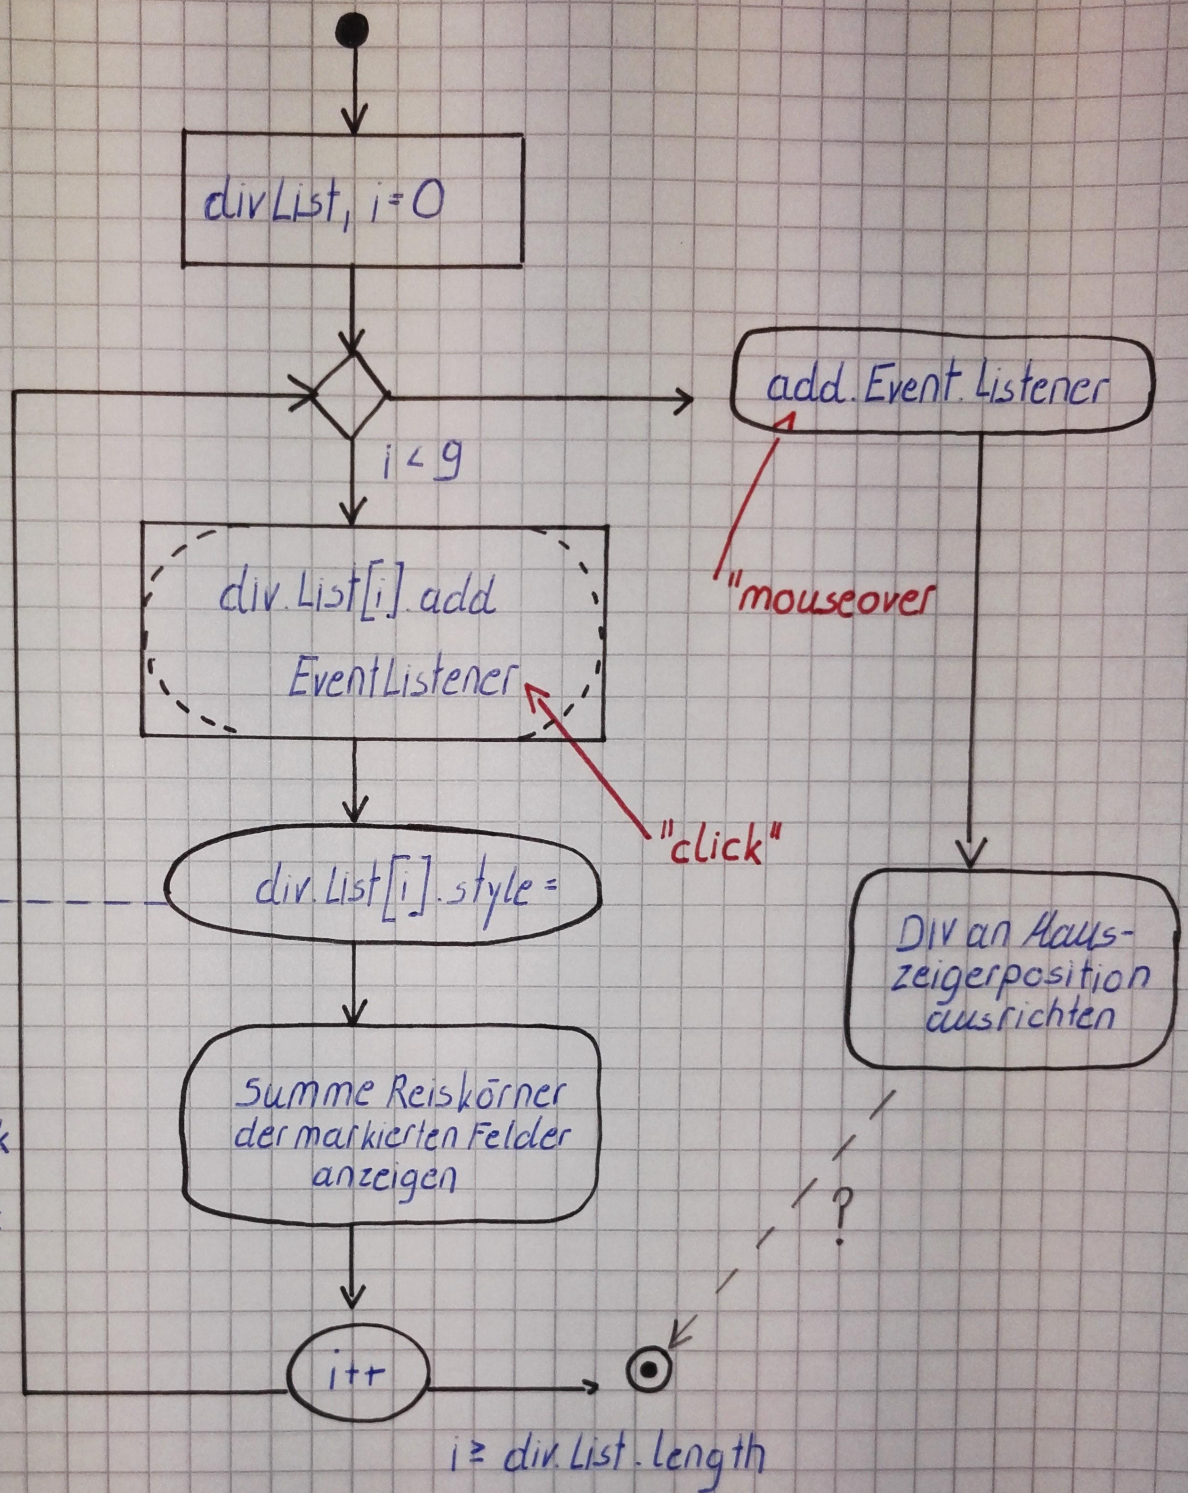 divList, i=0
add.Event.Listener
i < 9
"mouseover
div.List[i].add
EventListener
"click"
div.List[i].style=
Div an Maus-
zeigerposition
ausrichten
Summe Reiskörner
der markierten Felder
anzeigen
?
i++
i ≥ div.List.length